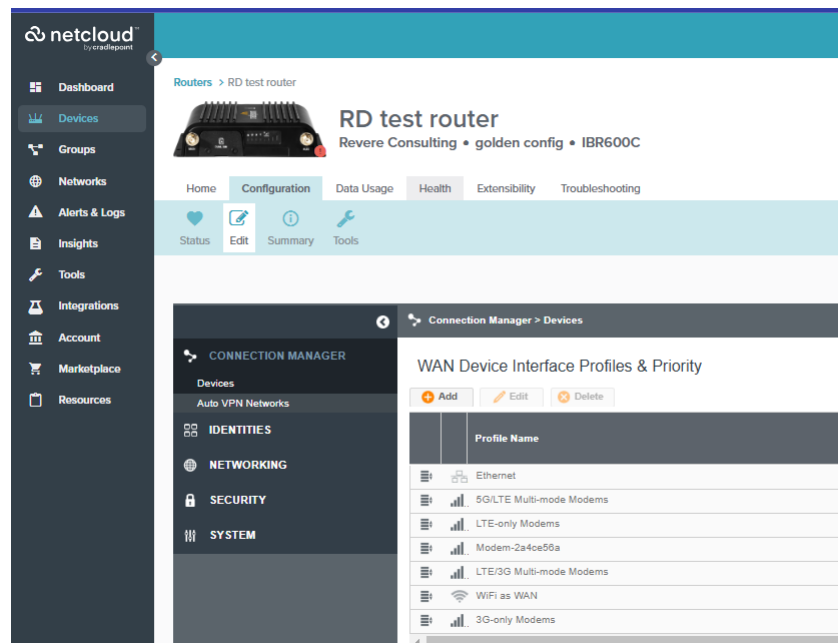 netcloud
by cradlepoint
Dashboard
Devices
Groups
Networks
Alerts & Logs
Insights
Tools
Integrations
Account
Marketplace
Resources
Routers > RD test router
RD test router
Revere Consulting • golden config • IBR600C
Home Configuration Data Usage Health Extensibility Troubleshooting
Status Edit Summary Tools
CONNECTION MANAGER
Devices
Auto VPN Networks
IDENTITIES
NETWORKING
SECURITY
SYSTEM
Connection Manager > Devices
WAN Device Interface Profiles & Priority
Add Edit Delete
Profile Name
Ethernet
5G/LTE Multi-mode Modems
LTE-only Modems
Modem-2a4ce56a
LTE/3G Multi-mode Modems
WiFi as WAN
3G-only Modems